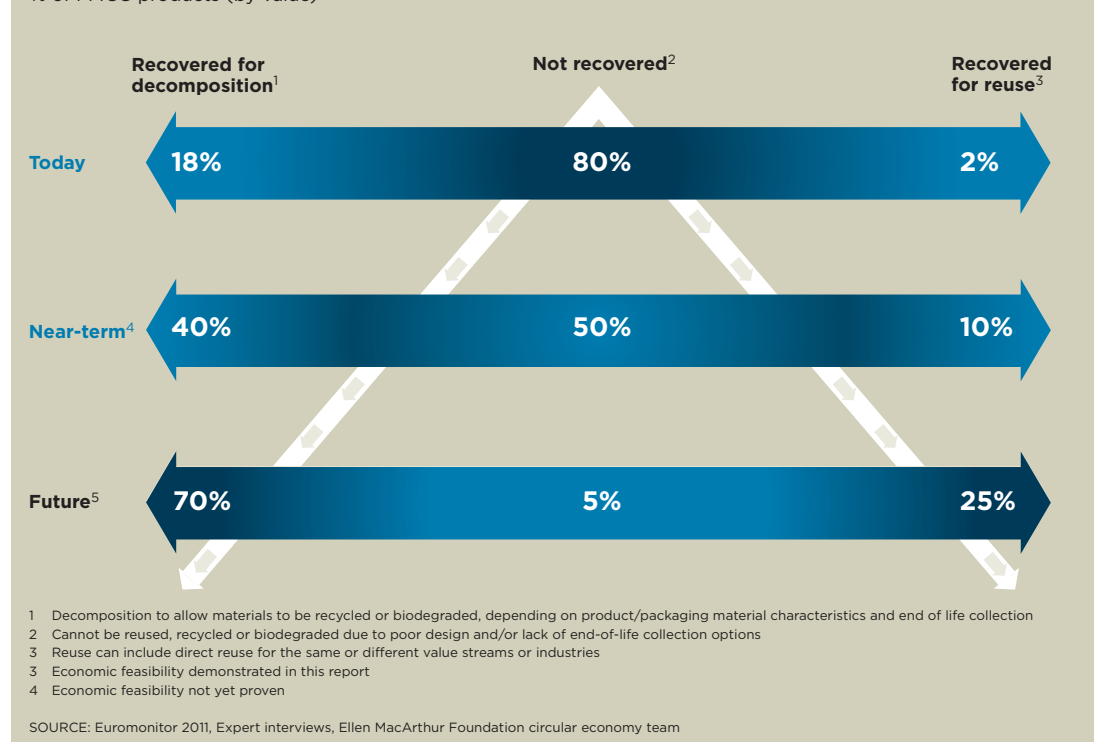 Recovered for
decomposition¹
Not recovered²
Recovered
for reuse³
Today
18%
80%
2%
Near-term⁴
40%
50%
10%
Future⁵
70%
5%
25%
1 Decomposition to allow materials to be recycled or biodegraded, depending on product/packaging material characteristics and end of life collection
2 Cannot be reused, recycled or biodegraded due to poor design and/or lack of end-of-life collection options
3 Reuse can include direct reuse for the same or different value streams or industries
3 Economic feasibility demonstrated in this report
4 Economic feasibility not yet proven
SOURCE: Euromonitor 2011, Expert interviews, Ellen MacArthur Foundation circular economy team